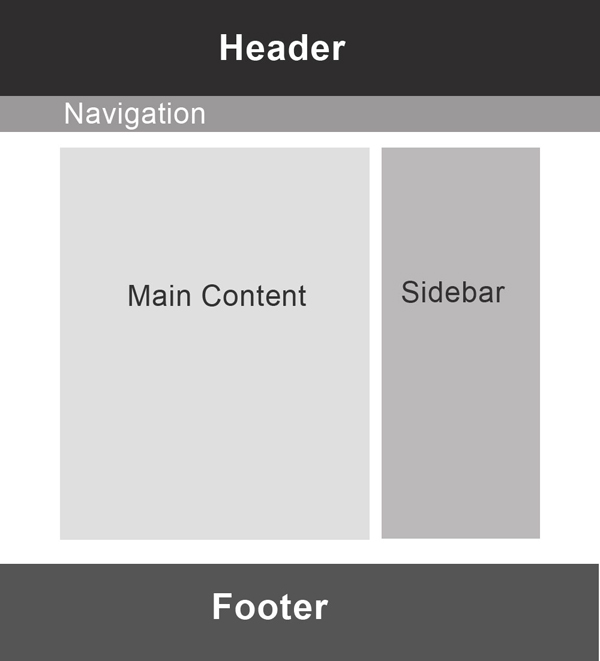 Header
Navigation
Main Content
Sidebar
Footer